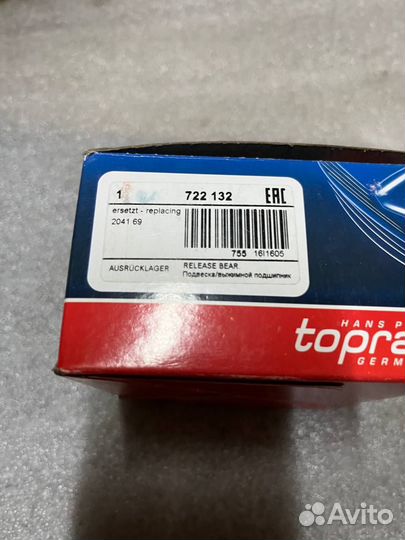 1 722 132 EAC
ersetzt - replacing
2041 69
755 16I1605
AUSRÜCKLAGER RELEASE BEAR.
Подвеска/выжимной подшипник
HANS P
topra
GERM
Avito